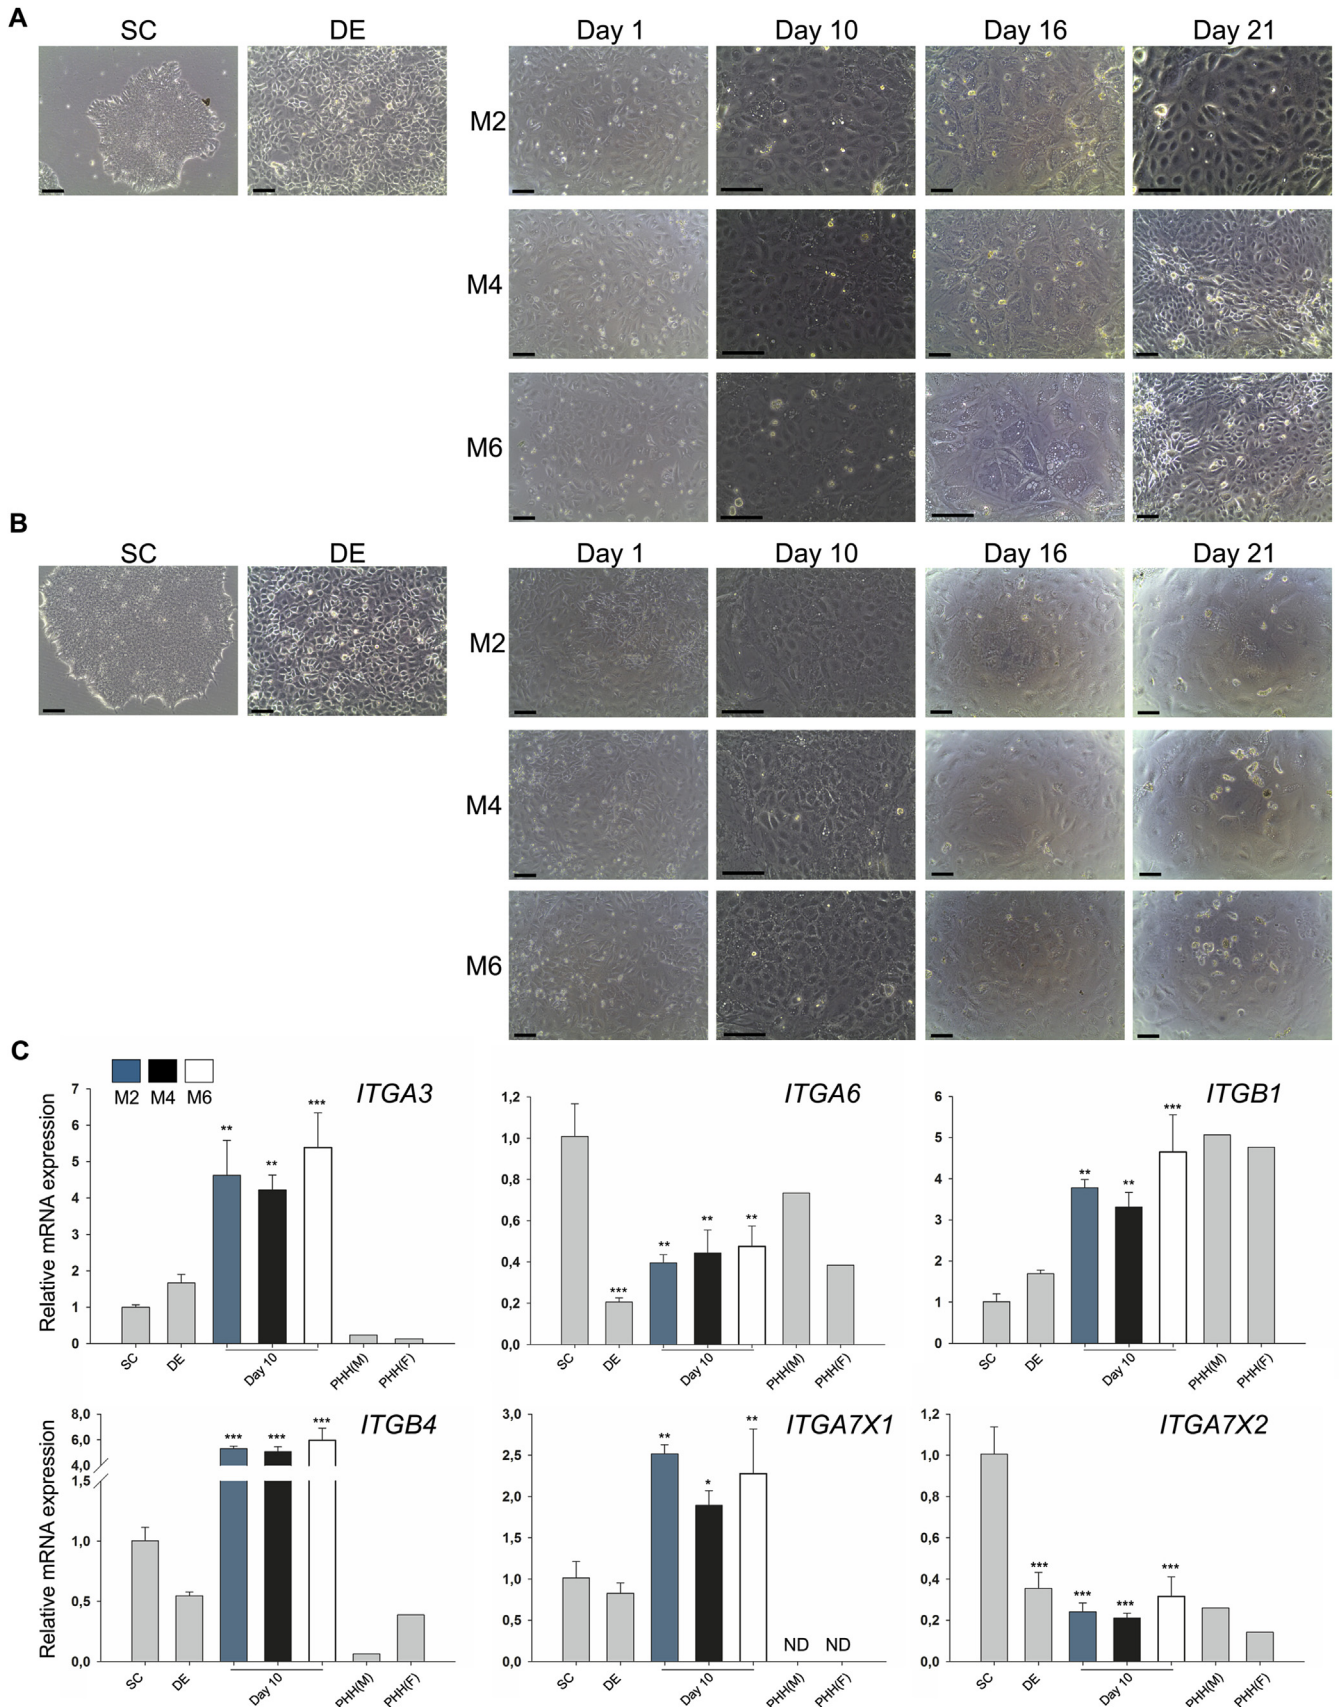 A
SC DE Day 1 Day 10 Day 16 Day 21
M2
M4
M6
B
SC DE Day 1 Day 10 Day 16 Day 21
M2
M4
M6
C
M2 M4 M6
ITGA3
Relative mRNA expression
7
6
5
4
3
2
1
0
** ** ***
SC DE Day 10 PHH(M) PHH(F)
ITGA6
1,2
1,0
0,8
0,6
0,4
0,2
0,0
*** ** ** **
SC DE Day 10 PHH(M) PHH(F)
ITGB1
6
5
4
3
2
1
0
** ** ***
SC DE Day 10 PHH(M) PHH(F)
ITGB4
Relative mRNA expression
8,0
6,0
4,0
1,5
1,0
0,5
0,0
*** *** ***
SC DE Day 10 PHH(M) PHH(F)
ITGA7X1
3,0
2,5
2,0
1,5
1,0
0,5
0,0
** * **
ND ND
SC DE Day 10 PHH(M) PHH(F)
ITGA7X2
1,2
1,0
0,8
0,6
0,4
0,2
0,0
*** *** *** ***
SC DE Day 10 PHH(M) PHH(F)